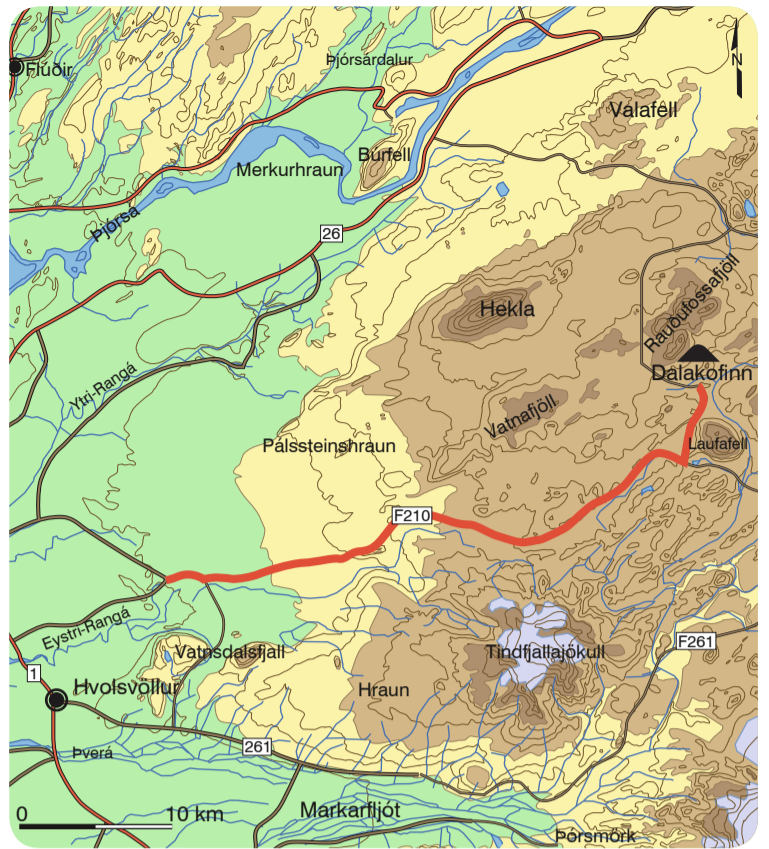 Þjórsárdalur
Flúðir
N
Valafell
Búrfell
Merkurhraun
Þjórsá
26
Rauðufossafjöll
Hekla
Dalakofinn
Ytri-Rangá
Vatnafjöll
Laufafell
Pálssteinshraun
F210
Eystri-Rangá
F261
Vatnsdalsfjall
Tindfjallajökull
1
Hvolsvöllur
Hraun
261
Þverá
0
10 km
Markarfljót
Þórsmörk